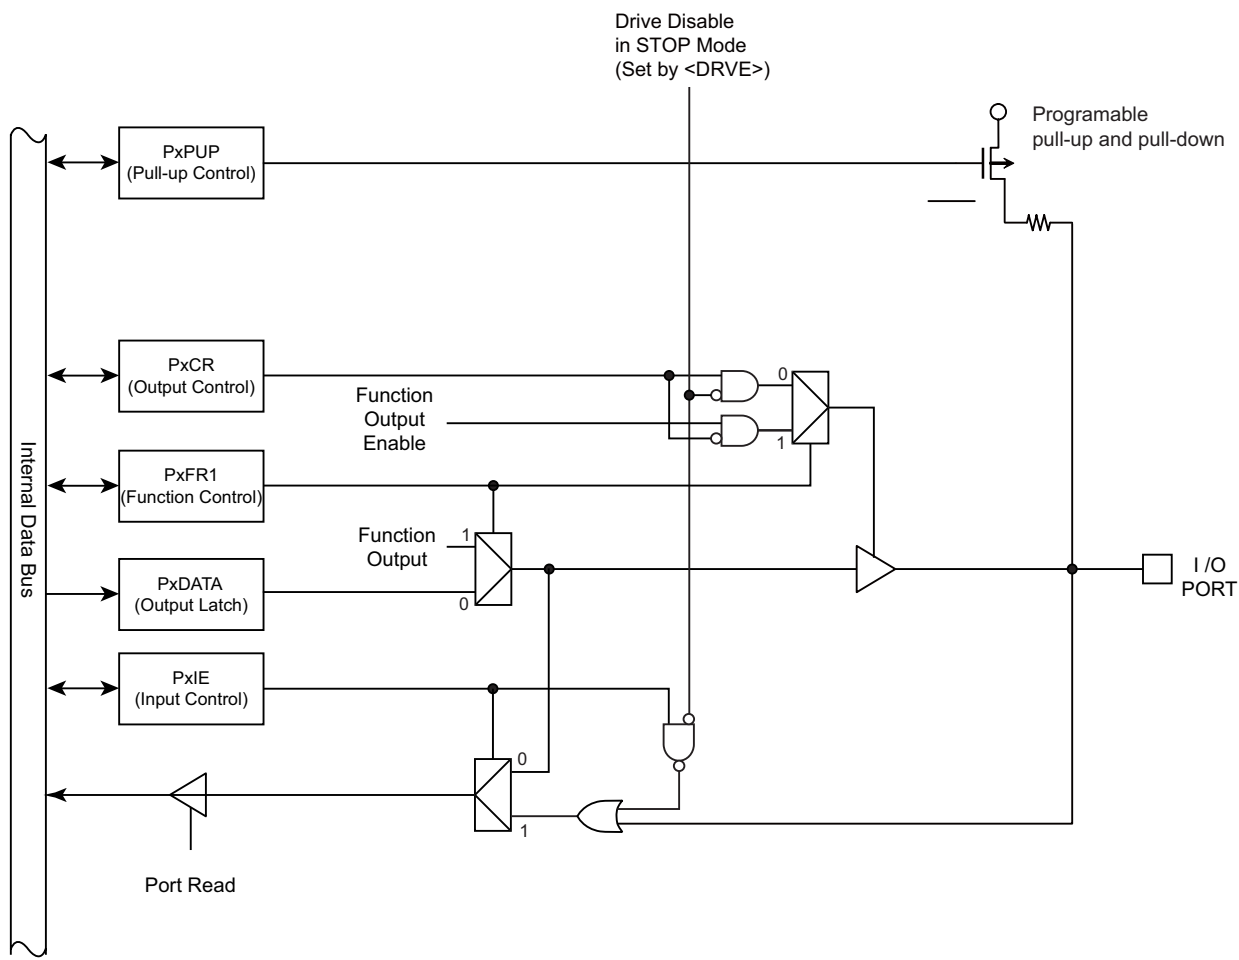 Drive Disable
in STOP Mode
(Set by <DRVE>)
Programable
pull-up and pull-down
PxPUP
(Pull-up Control)
PxCR
(Output Control)
0
Function
Output
Enable
1
PxFR1
(Function Control)
Internal Data Bus
Function
Output
1
PxDATA
(Output Latch)
0
I /O
PORT
PxIE
(Input Control)
0
1
Port Read